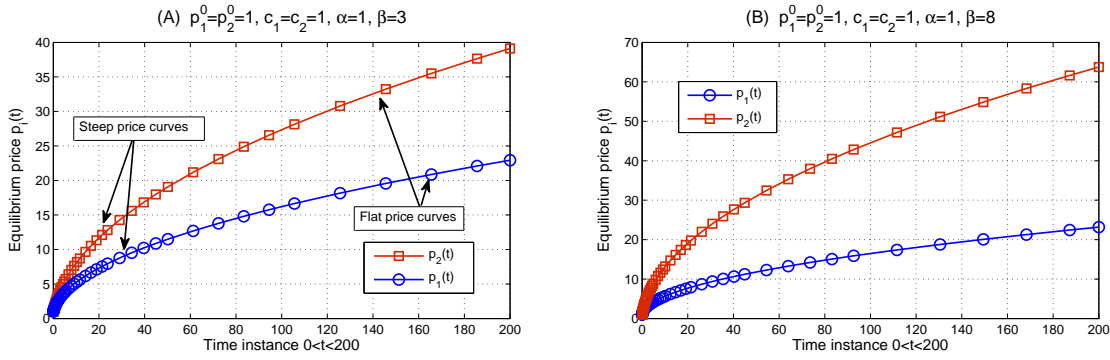 (A) p₁⁰=p₂⁰=1, c₁=c₂=1, α=1, β=3
Equilibrium price pᵢ(t)
40
35
30
25
20
15
10
5
0
Steep price curves
Flat price curves
p₂(t)
p₁(t)
0 20 40 60 80 100 120 140 160 180 200
Time instance 0<t<200
(B) p₁⁰=p₂⁰=1, c₁=c₂=1, α=1, β=8
Equilibrium price pᵢ(t)
70
60
50
40
30
20
10
0
p₁(t)
p₂(t)
0 20 40 60 80 100 120 140 160 180 200
Time instance 0<t<200